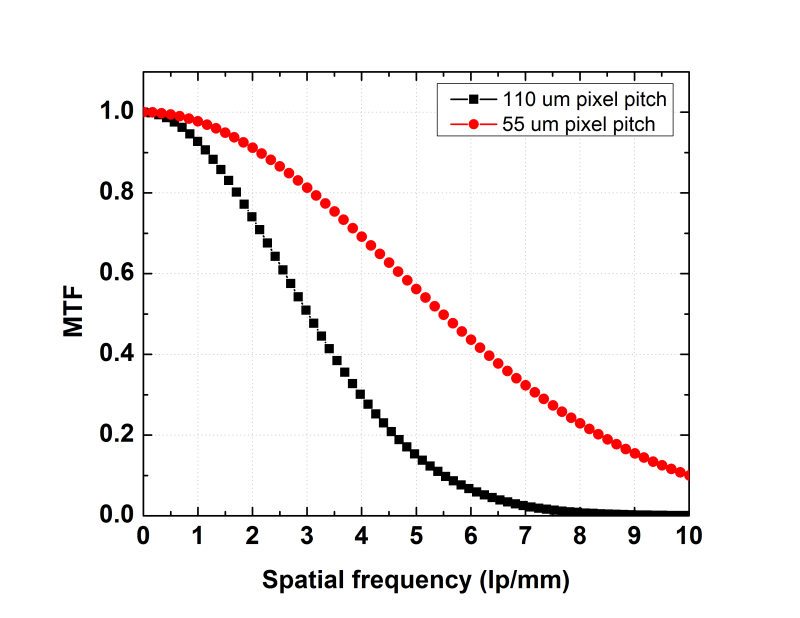 110 um pixel pitch
55 um pixel pitch
1.0
0.8
0.6
0.4
0.2
0.0
MTF
0 1 2 3 4 5 6 7 8 9 10
Spatial frequency (lp/mm)